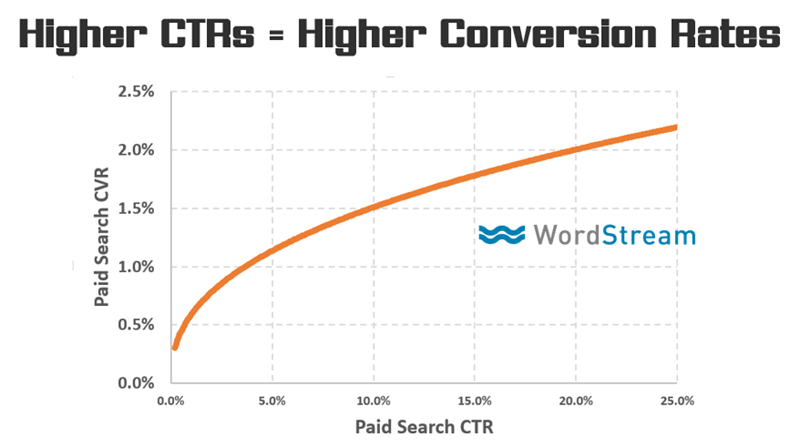 Higher CTRs = Higher Conversion Rates
2.5%
2.0%
1.5%
1.0%
0.5%
0.0%
Paid Search CVR
WordStream
0.0% 5.0% 10.0% 15.0% 20.0% 25.0%
Paid Search CTR